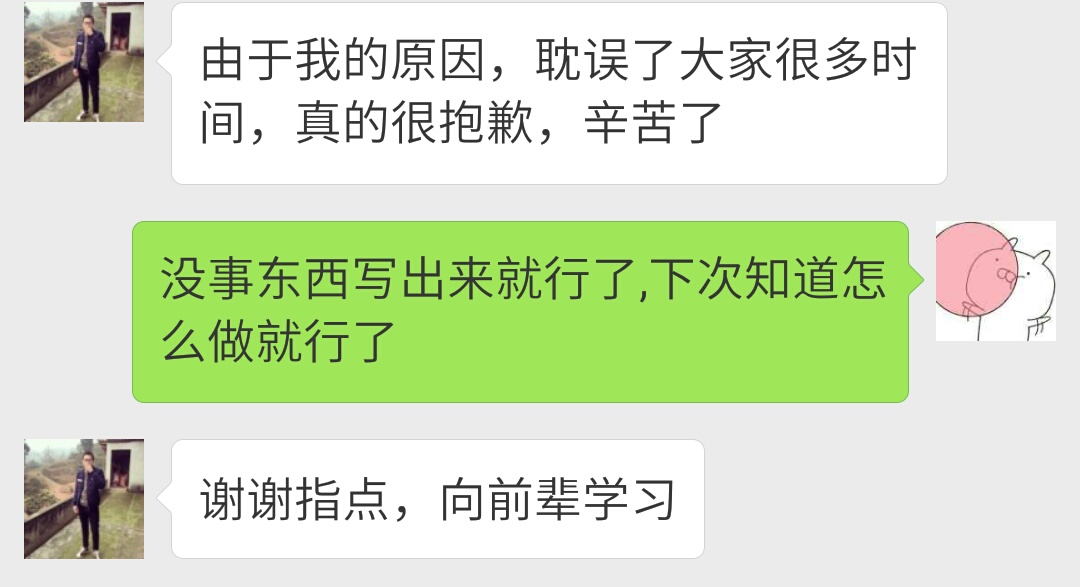 由于我的原因，耽误了大家很多时
间，真的很抱歉，辛苦了
没事东西写出来就行了,下次知道怎
么做就行了
谢谢指点，向前辈学习